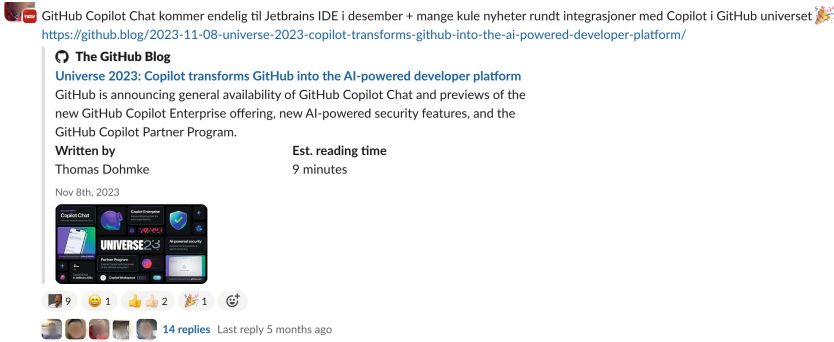 nav
GitHub Copilot Chat kommer endelig til Jetbrains IDE i desember + mange kule nyheter rundt integrasjoner med Copilot i GitHub universet 🎉
https://github.blog/2023-11-08-universe-2023-copilot-transforms-github-into-the-ai-powered-developer-platform/
The GitHub Blog
Universe 2023: Copilot transforms GitHub into the AI-powered developer platform
GitHub is announcing general availability of GitHub Copilot Chat and previews of the
new GitHub Copilot Enterprise offering, new AI-powered security features, and the
GitHub Copilot Partner Program.
Written by Est. reading time
Thomas Dohmke 9 minutes
Nov 8th, 2023
Copilot Chat
Copilot Enterprise
UNIVERSE23
AI powered security
Partner Program
Copilot Workspace
9 😄 1 👍👍🏻 2 🎉 1
14 replies Last reply 5 months ago